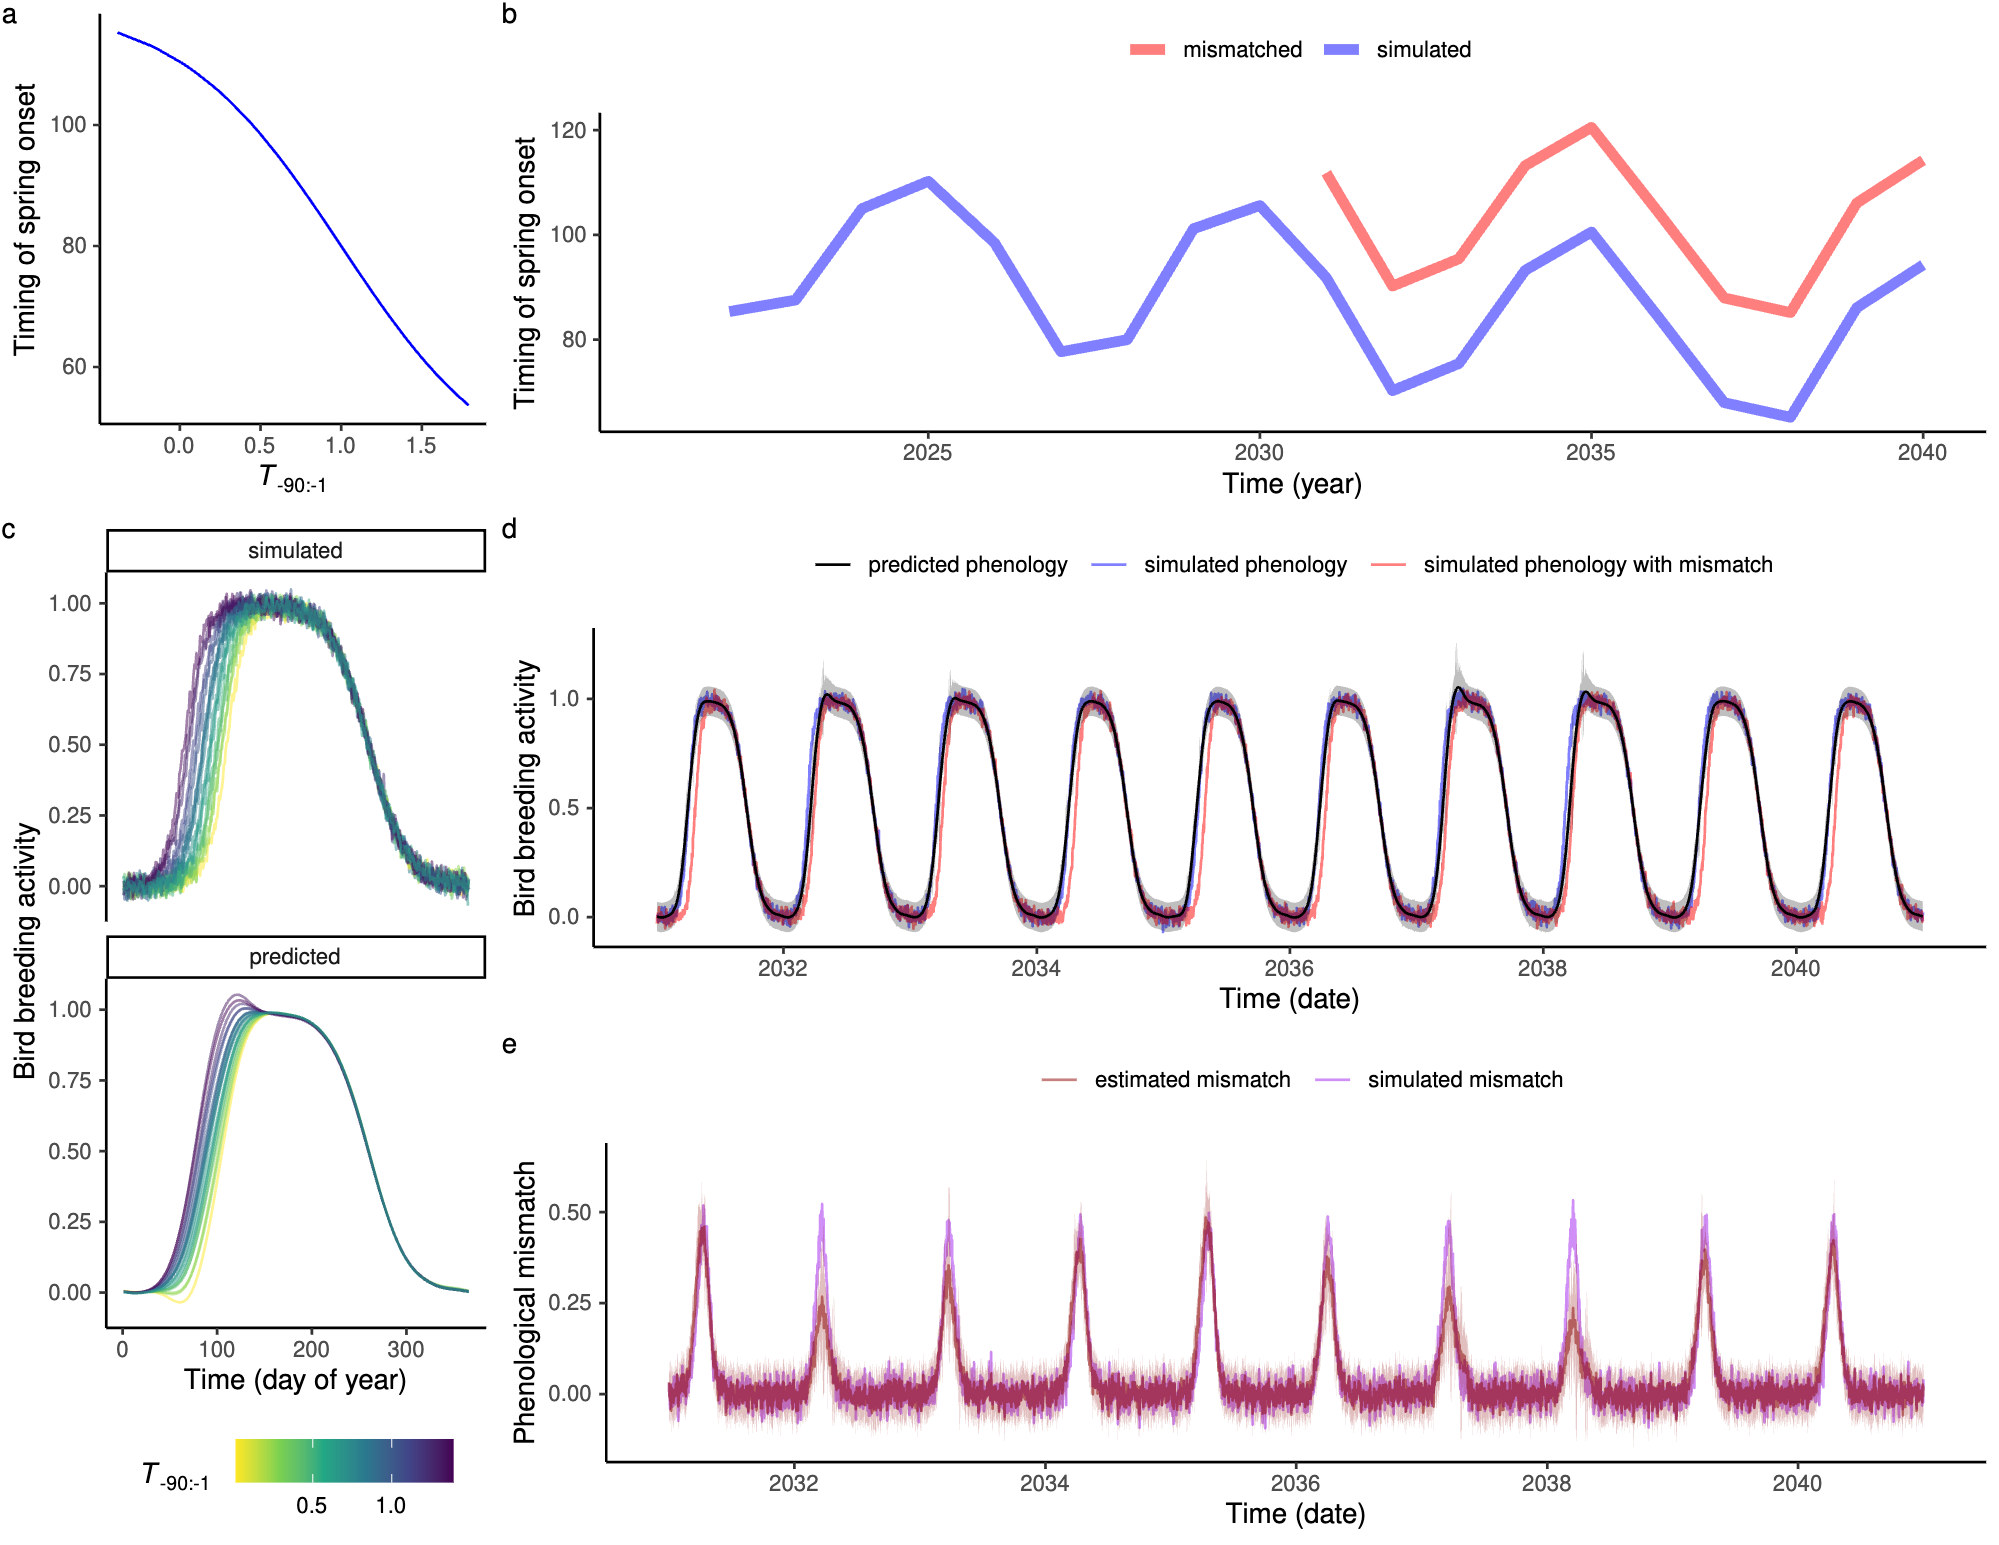 a
Timing of spring onset
100
80
60
0.0 0.5 1.0 1.5
T -90:-1
b
mismatched simulated
Timing of spring onset
120
100
80
2025 2030 2035 2040
Time (year)
c
simulated
Bird breeding activity
1.00
0.75
0.50
0.25
0.00
predicted
1.00
0.75
0.50
0.25
0.00
0 100 200 300
Time (day of year)
T -90:-1
0.5 1.0
d
predicted phenology simulated phenology simulated phenology with mismatch
Bird breeding activity
1.0
0.5
0.0
2032 2034 2036 2038 2040
Time (date)
e
estimated mismatch simulated mismatch
Phenological mismatch
0.50
0.25
0.00
2032 2034 2036 2038 2040
Time (date)